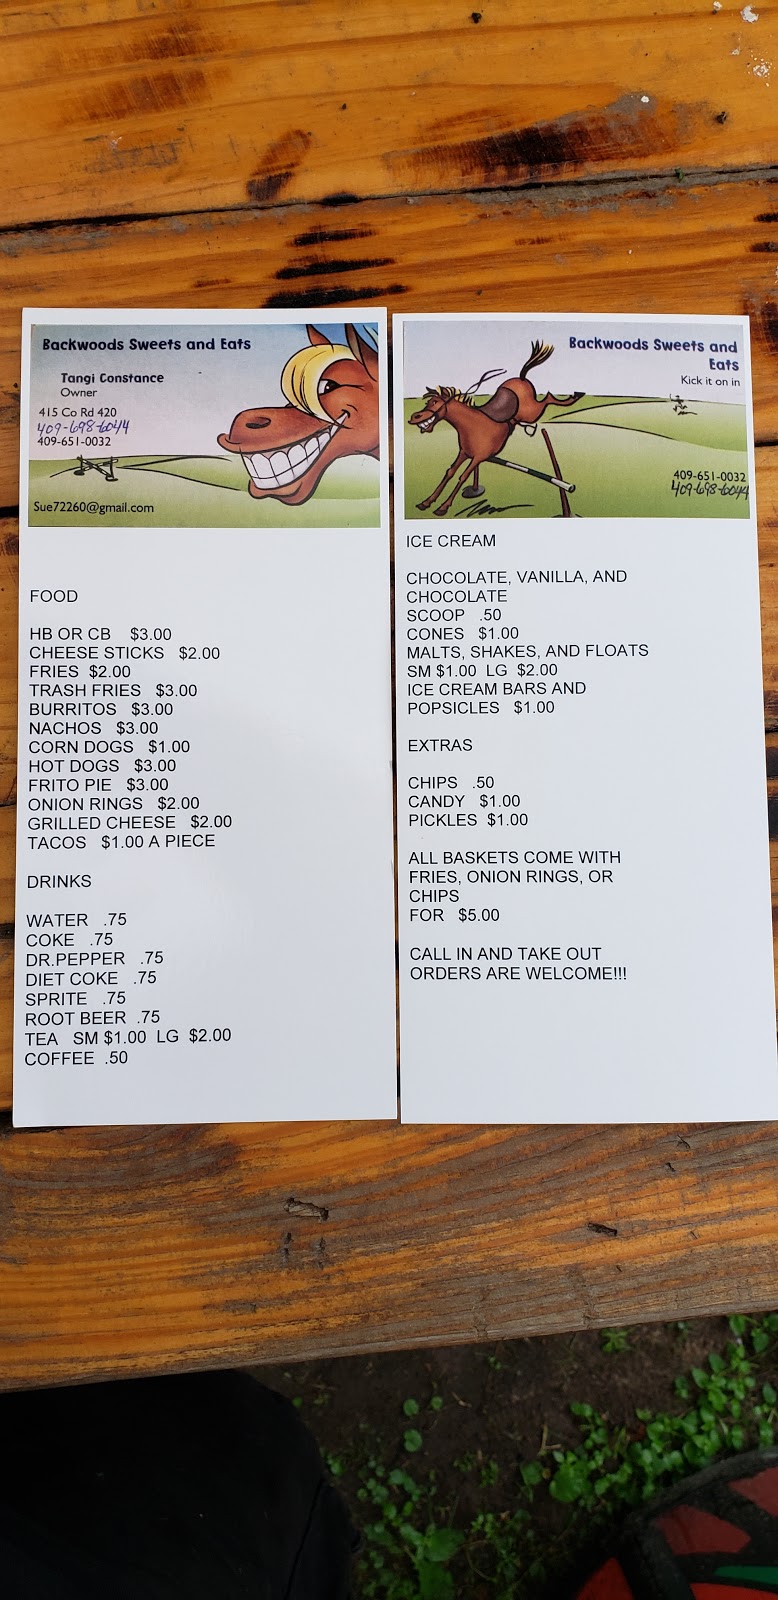 Backwoods Sweets and Eats
Tangi Constance
Owner
415 Co Rd 420
409-698-6044
409-651-0032
Sue72260@gmail.com
FOOD
HB OR CB $3.00
CHEESE STICKS $2.00
FRIES $2.00
TRASH FRIES $3.00
BURRITOS $3.00
NACHOS $3.00
CORN DOGS $1.00
HOT DOGS $3.00
FRITO PIE $3.00
ONION RINGS $2.00
GRILLED CHEESE $2.00
TACOS $1.00 A PIECE
DRINKS
WATER .75
COKE .75
DR.PEPPER .75
DIET COKE .75
SPRITE .75
ROOT BEER .75
TEA SM $1.00 LG $2.00
COFFEE .50
Backwoods Sweets and
Eats
Kick it on in
409-651-0032
409-698-6044
ICE CREAM
CHOCOLATE, VANILLA, AND
CHOCOLATE
SCOOP .50
CONES $1.00
MALTS, SHAKES, AND FLOATS
SM $1.00 LG $2.00
ICE CREAM BARS AND
POPSICLES $1.00
EXTRAS
CHIPS .50
CANDY $1.00
PICKLES $1.00
ALL BASKETS COME WITH
FRIES, ONION RINGS, OR
CHIPS
FOR $5.00
CALL IN AND TAKE OUT
ORDERS ARE WELCOME!!!